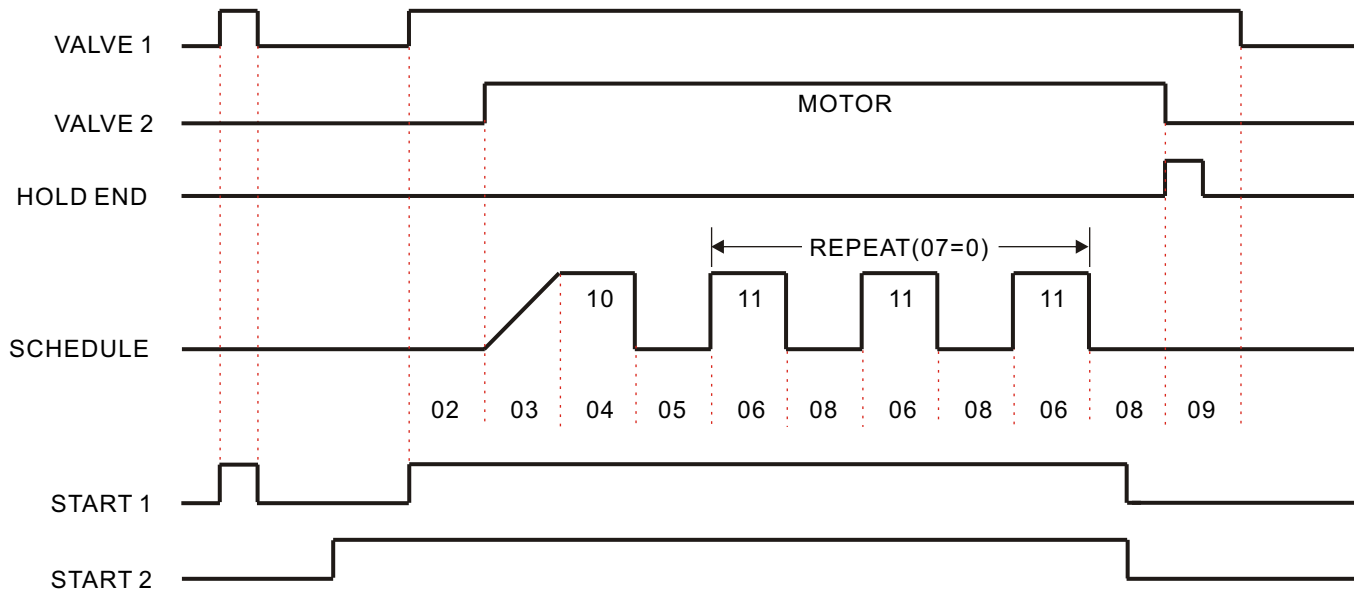 VALVE 1
MOTOR
VALVE 2
HOLD END
REPEAT(07=0)
10 11 11 11
SCHEDULE
02 03 04 05 06 08 06 08 06 08 09
START 1
START 2